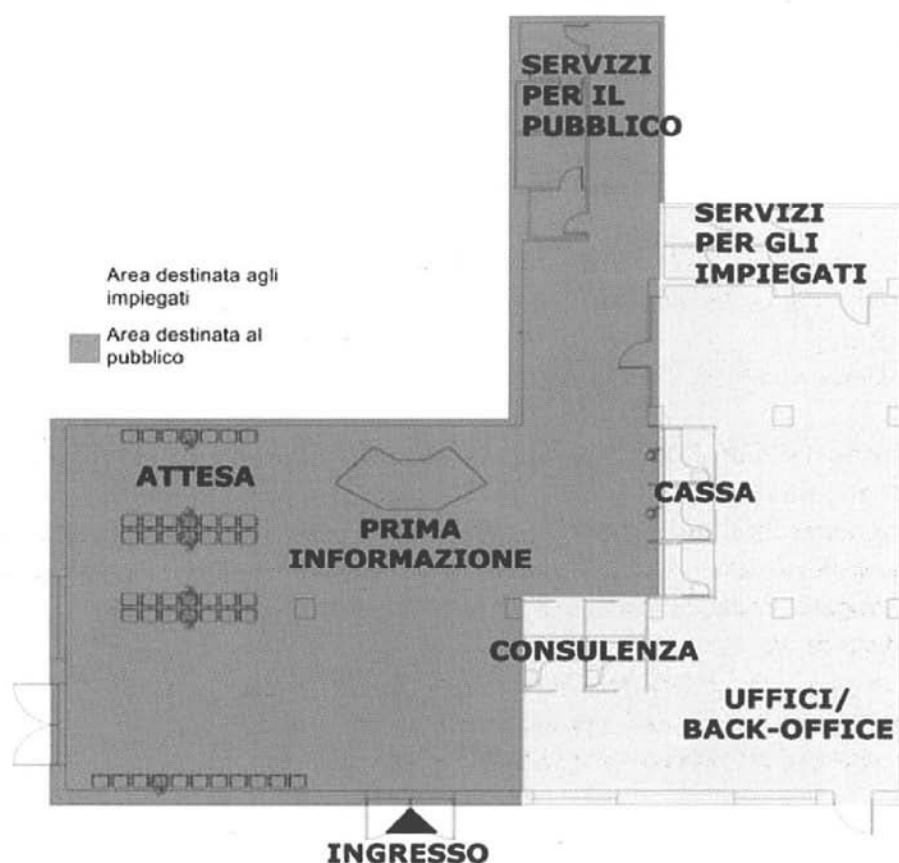 SERVIZI
PER IL
PUBBLICO
SERVIZI
PER GLI
IMPIEGATI
Area destinata agli
impiegati
Area destinata al
pubblico
ATTESA
CASSA
PRIMA
INFORMAZIONE
CONSULENZA
UFFICI/
BACK-OFFICE
INGRESSO